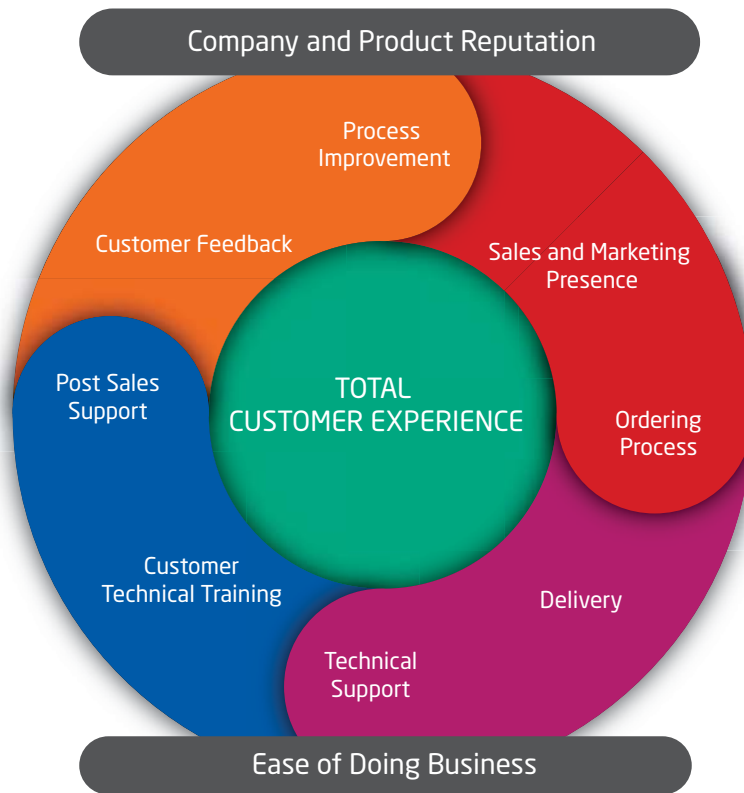 Company and Product Reputation
Process
Improvement
Customer Feedback
Sales and Marketing
Presence
Post Sales
Support
TOTAL
CUSTOMER EXPERIENCE
Ordering
Process
Customer
Technical Training
Delivery
Technical
Support
Ease of Doing Business